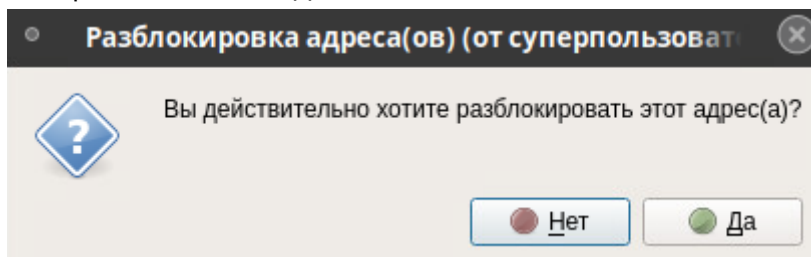 Разблокировка адреса(ов) (от суперпользоват
Вы действительно хотите разблокировать этот адрес(а)?
Нет
Да